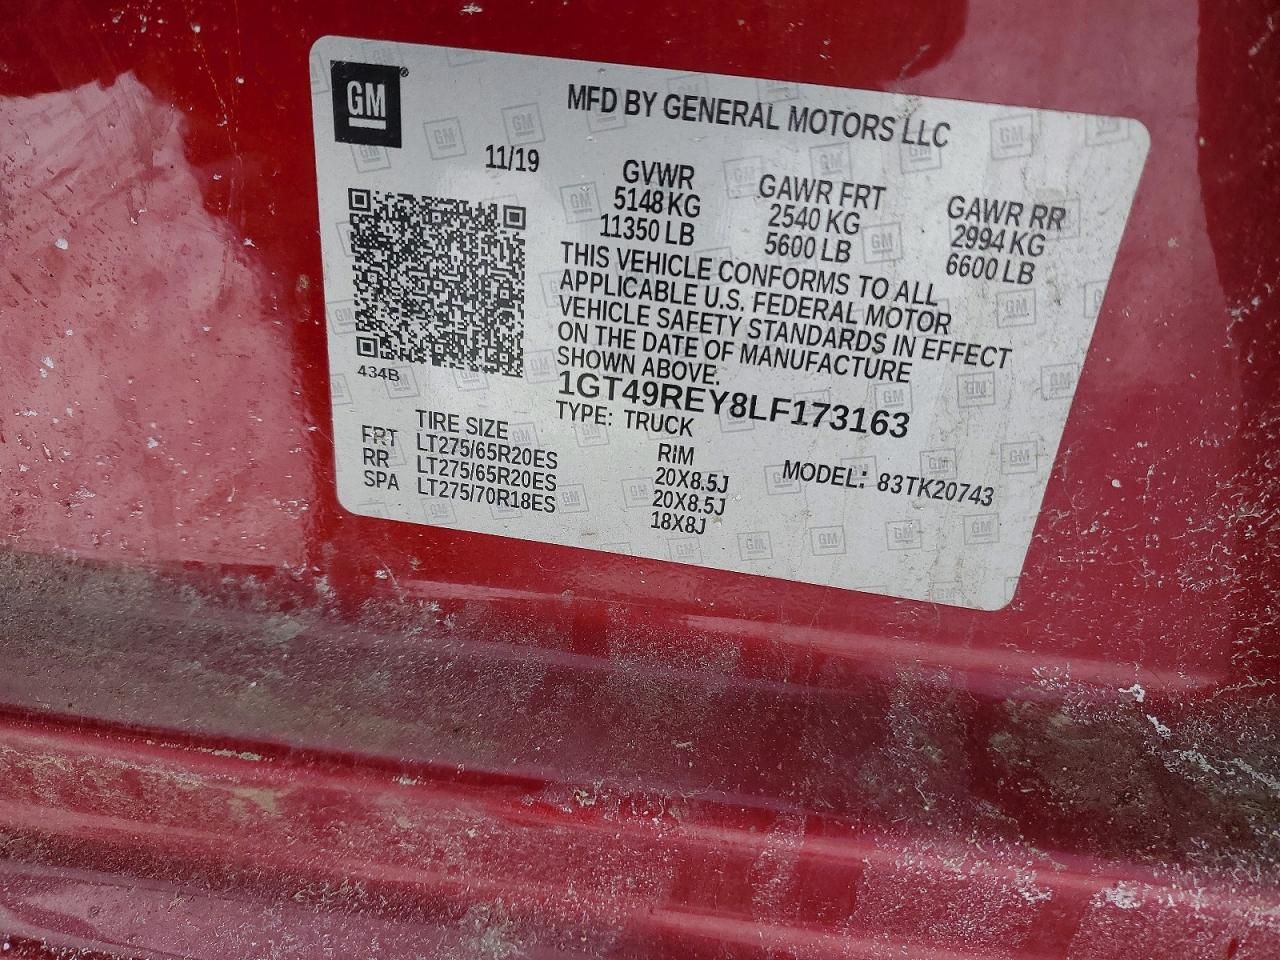 GM
MFD BY GENERAL MOTORS LLC
11/19
GVWR
5148 KG
11350 LB
GAWR FRT
2540 KG
5600 LB
GAWR RR
2994 KG
6600 LB
THIS VEHICLE CONFORMS TO ALL
APPLICABLE U.S. FEDERAL MOTOR
VEHICLE SAFETY STANDARDS IN EFFECT
ON THE DATE OF MANUFACTURE
SHOWN ABOVE.
434B
1GT49REY8LF173163
TYPE: TRUCK
MODEL: 83TK20743
TIRE SIZE RIM
FRT LT275/65R20ES 20X8.5J
RR LT275/65R20ES 20X8.5J
SPA LT275/70R18ES 18X8J